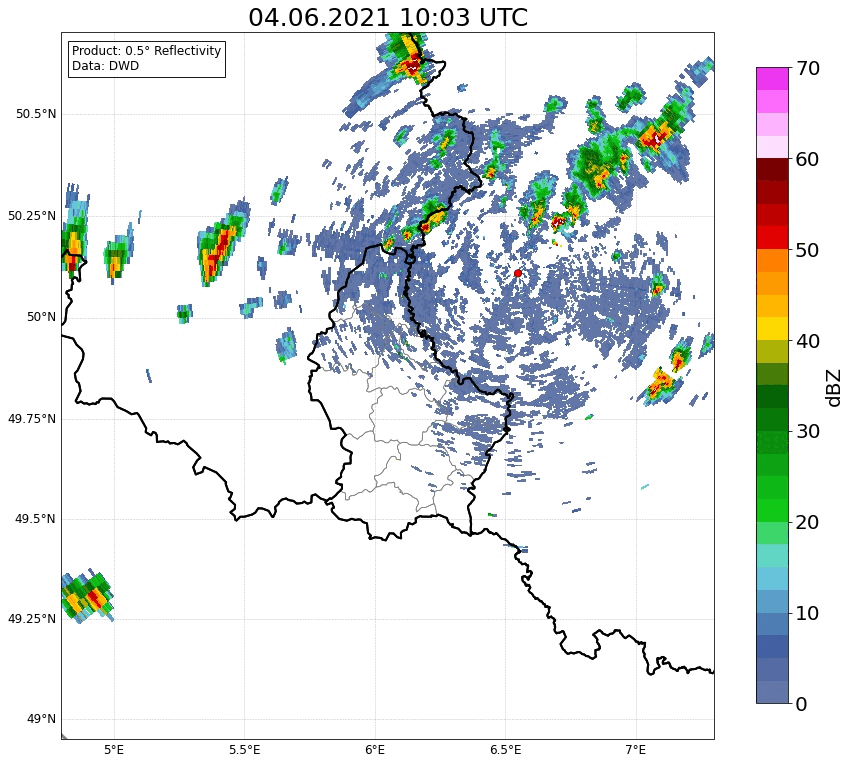 04.06.2021 10:03 UTC
Product: 0.5° Reflectivity
Data: DWD
50.5°N
50.25°N
50°N
49.75°N
49.5°N
49.25°N
49°N
5°E
5.5°E
6°E
6.5°E
7°E
70
60
50
40
30
20
10
0
dBZ